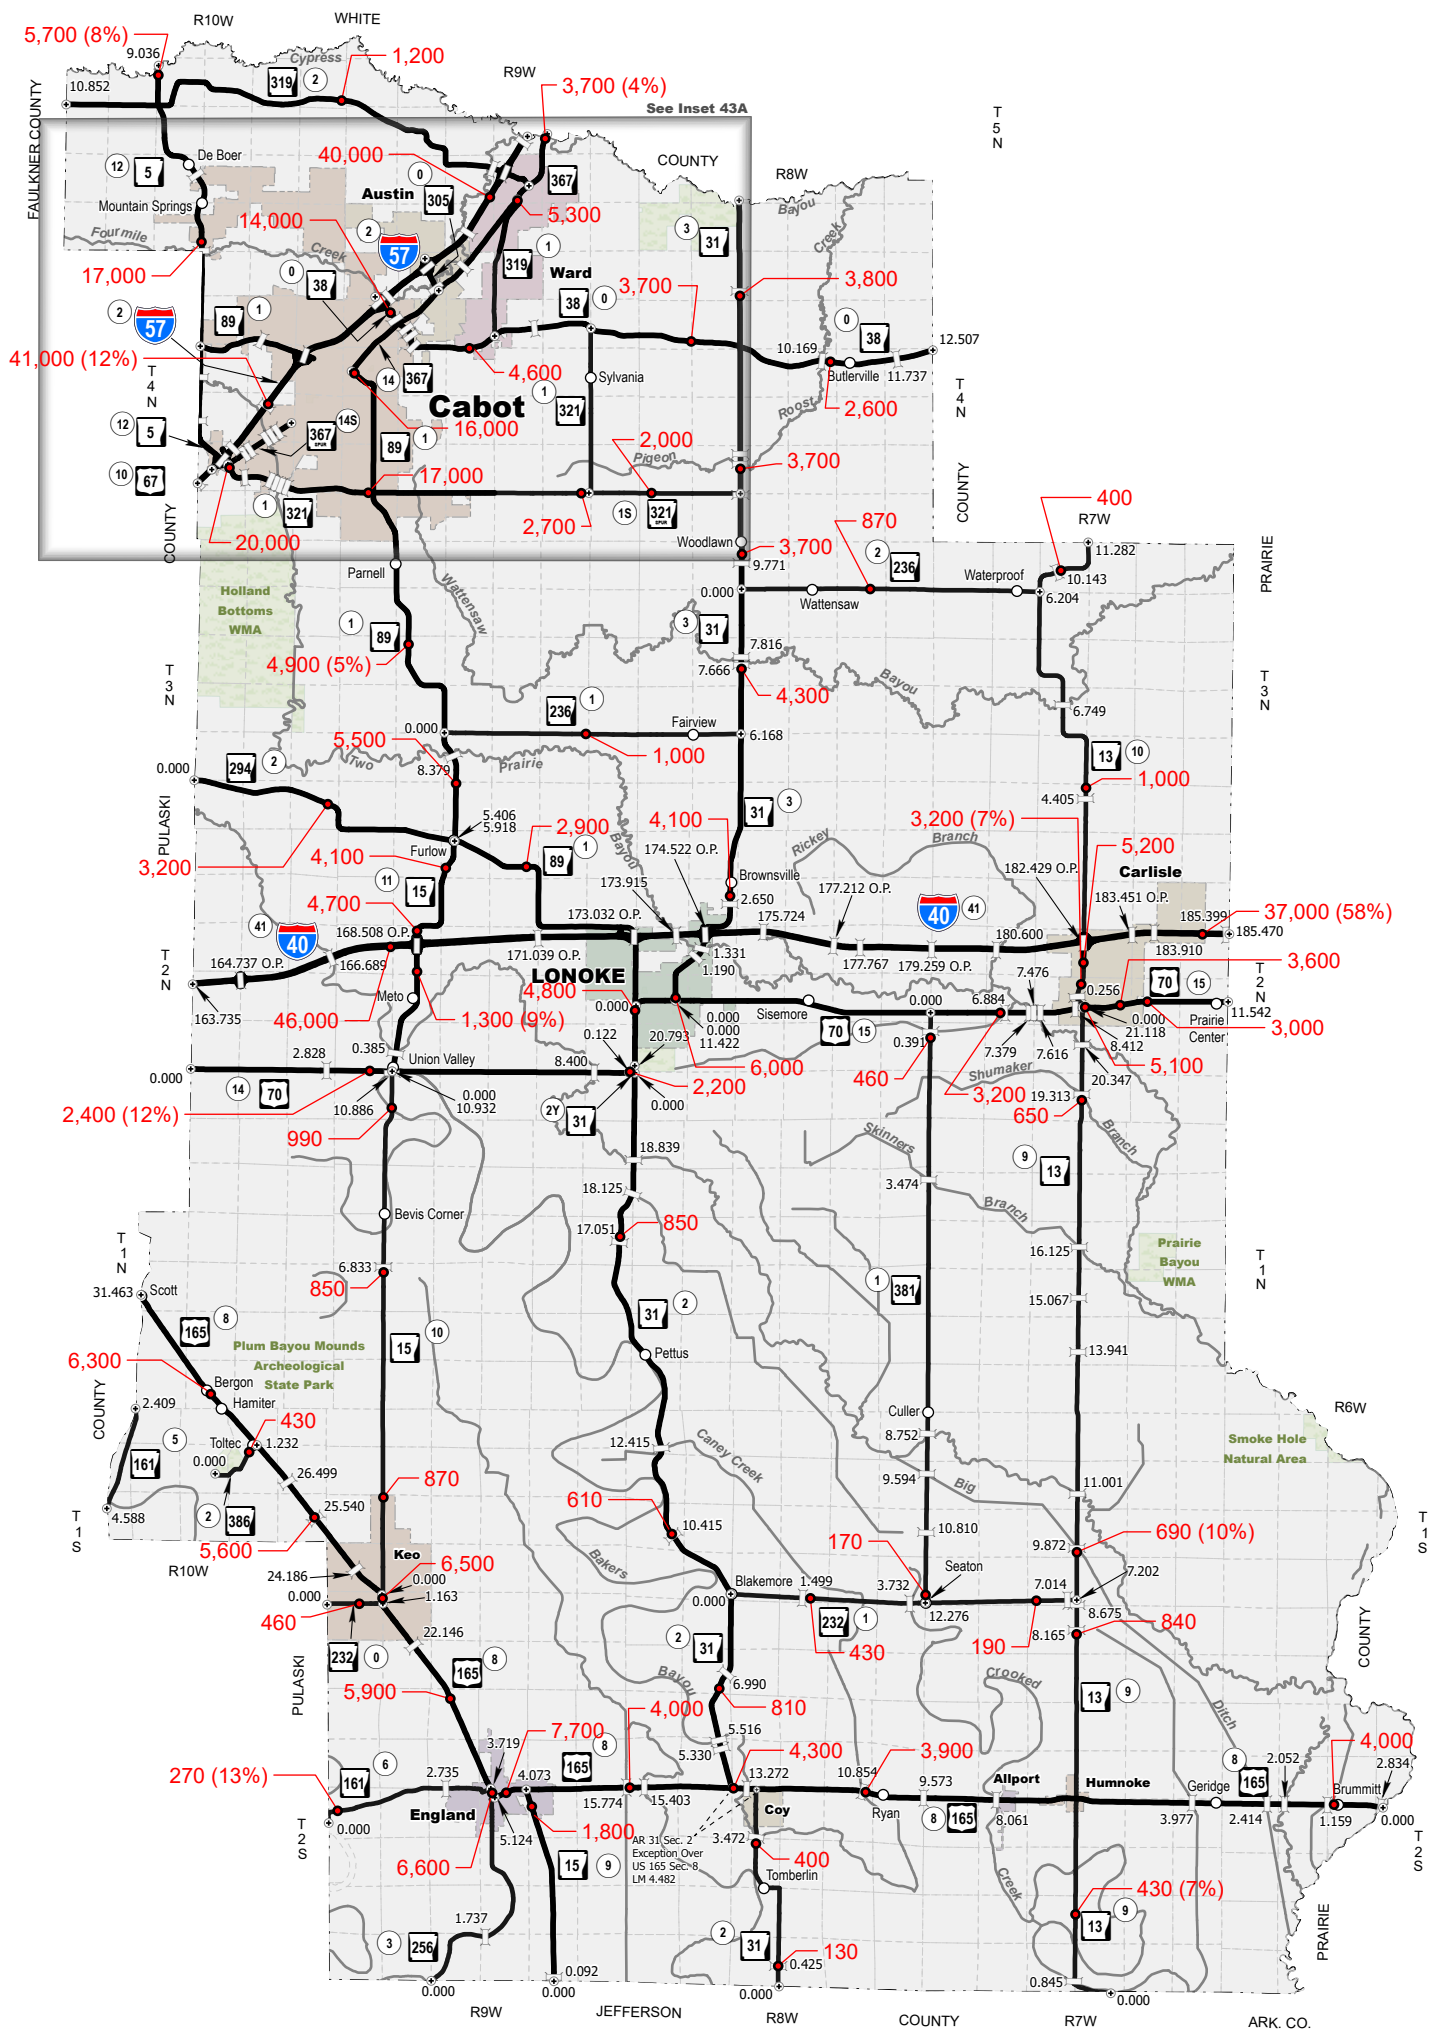 R10W
WHITE
5,700 (8%)
9.036
1,200
Cypress
R9W
10.852
319
2
3,700 (4%)
See Inset 43A
T
5
N
FAULKNER COUNTY
40,000
COUNTY
12
5
De Boer
0
305
Austin
367
R8W
Mountain Springs
14,000
5,300
Bayou
Fourmile
Creek
2
57
3
31
Creek
17,000
0
38
319
1
Ward
3,700
3,800
2
57
89
1
38
0
0
38
12.507
10.169
41,000 (12%)
T
4
N
14
367
4,600
Sylvania
Butlerville
11.737
T
4
N
Cabot
1
321
Roost
2,600
12
5
14S
367
SPUR
16,000
89
1
2,000
Pigeon
3,700
10
67
17,000
COUNTY
400
1
321
20,000
2,700
1S
321
SPUR
870
R7W
Woodlawn
3,700
11.282
COUNTY
Parnell
9.771
2
236
Waterproof
10.143
PRAIRIE
Holland
Bottoms
WMA
Wattensaw
0.000
Wattensaw
6.204
1
89
3
31
7.816
4,900 (5%)
7.666
4,300
Bayou
T
3
N
T
3
N
236
1
Fairview
6.749
0.000
6.168
5,500
1,000
13
10
0.000
294
2
8.379
Two
Prairie
1,000
4.405
31
3
PULASKI
5.406
5.918
2,900
4,100
3,200 (7%)
5,200
Furlow
89
1
Bayou
Rickey
Branch
3,200
4,100
174.522 O.P.
182.429 O.P.
Carlisle
11
15
Brownsville
177.212 O.P.
183.451 O.P.
4,700
173.915
2.650
40
41
185.399
37,000 (58%)
41
40
168.508 O.P.
173.032 O.P.
175.724
180.600
185.470
T
2
N
164.737 O.P.
166.689
171.039 O.P.
LONOKE
1.331
1.190
177.767
179.259 O.P.
183.910
7.476
3,600
T
2
N
Meto
4,800
0.256
70
15
163.735
46,000
1,300 (9%)
0.000
0.000
0.000
11.422
Sisemore
0.000
6.884
0.000
21.118
8.412
Prairie
Center
11.542
70
15
3,000
0.385
Union Valley
0.122
20.793
0.391
7.379
7.616
2.828
8.400
6,000
460
Shumaker
5,100
20.347
0.000
14
70
0.000
10.932
2,200
3,200
19.313
2,400 (12%)
10.886
2Y
31
0.000
650
990
Skinners
Branch
18.839
9
13
3.474
18.125
Branch
Bevis Corner
17.051
850
16.125
Prairie
Bayou
WMA
T
1
N
T
1
N
850
6.833
1
381
31.463
Scott
15.067
165
8
15
10
31
2
Plum Bayou Mounds
Archeological
State Park
13.941
6,300
Pettus
Bergon
Hamiter
COUNTY
2.409
430
Culler
R6W
5
161
Toltec
0.000
1.232
12.415
Caney Creek
8.752
Smoke Hole
Natural Area
26.499
9.594
Big
870
11.001
4.588
2
386
25.540
610
T
1
S
T
1
S
10.415
10.810
690 (10%)
5,600
9.872
R10W
Keo
6,500
Bakers
170
24.186
0.000
1.163
Blakemore
1.499
3.732
Seaton
7.014
7.202
0.000
0.000
12.276
8.675
460
232
1
190
8.165
840
22.146
2
31
430
232
0
PULASKI
165
8
Bayou
6.990
Crooked
13
9
COUNTY
5,900
4,000
810
Ditch
7,700
5.516
4,000
3.719
165
8
5.330
4,300
3,900
8
2.052
2.834
270 (13%)
161
6
2.735
4.073
13.272
10.854
9.573
Allport
Humnoke
Geridge
165
Brummitt
England
15.774
15.403
Coy
Ryan
8
165
8.061
3.977
2.414
1.159
0.000
0.000
5.124
1,800
AR 31 Sec. 2
Exception Over
US 165 Sec. 8
LM 4.482
3.472
T
2
S
T
2
S
6,600
15
9
400
Tomberlin
Creek
430 (7%)
1.737
2
31
13
9
3
256
130
PRAIRIE
0.092
0.425
0.845
0.000
0.000
0.000
0.000
R9W
JEFFERSON
R8W
COUNTY
R7W
ARK. CO.